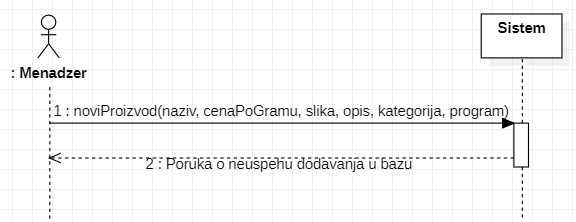 Sistem
: Menadzer
1 : noviProizvod(naziv, cenaPoGramu, slika, opis, kategorija, program)
2 : Poruka o neuspehu dodavanja u bazu